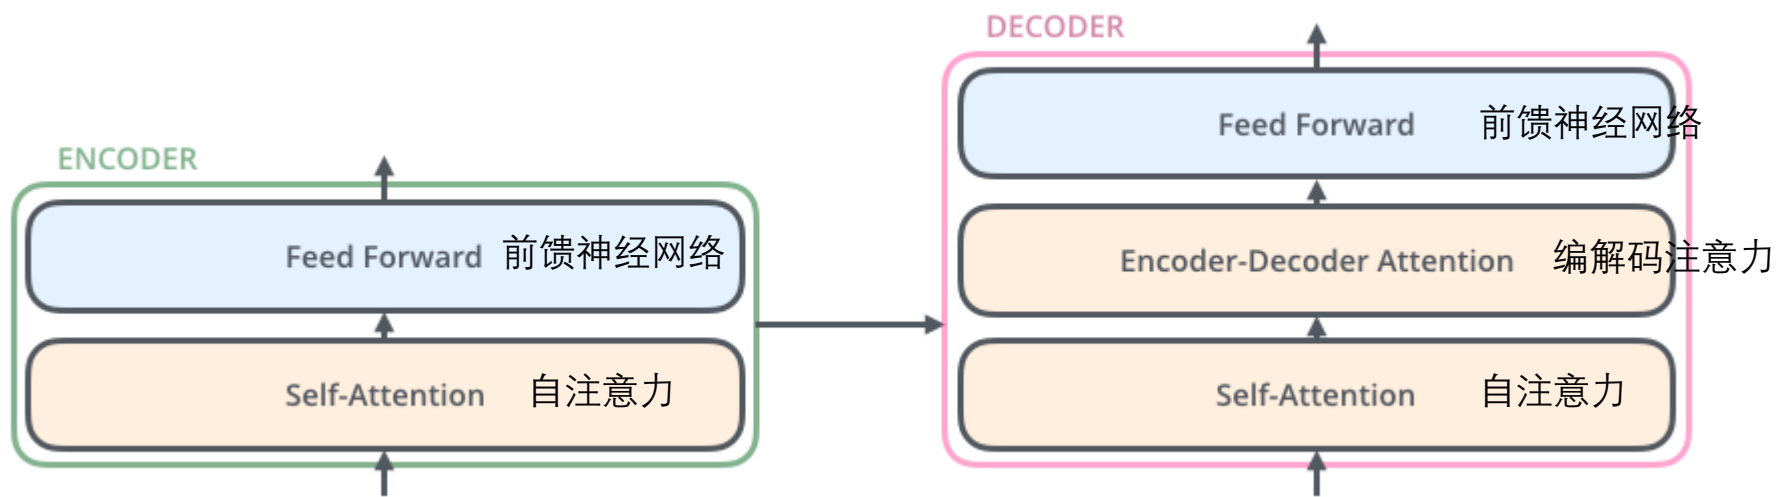 ENCODER
Feed Forward 前馈神经网络
Self-Attention 自注意力
DECODER
Feed Forward 前馈神经网络
Encoder-Decoder Attention 编解码注意力
Self-Attention 自注意力